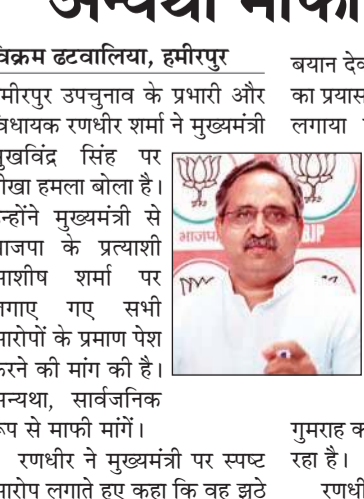 अन्यथा माफी
विक्रम ढटवालिया, हमीरपुर
हमीरपुर उपचुनाव के प्रभारी और
विधायक रणधीर शर्मा ने मुख्यमंत्री
सुखविंद्र सिंह पर
तीखा हमला बोला है।
उन्होंने मुख्यमंत्री से
भाजपा के प्रत्याशी
आशीष शर्मा पर
लगाए गए सभी
आरोपों के प्रमाण पेश
करने की मांग की है।
अन्यथा, सार्वजनिक
रूप से माफी मांगें।
रणधीर ने मुख्यमंत्री पर स्पष्ट
आरोप लगाते हुए कहा कि वह झूठे
भाजपा
BJP
बयान
का प्रयास
लगाया
गुमराह
रहा है।